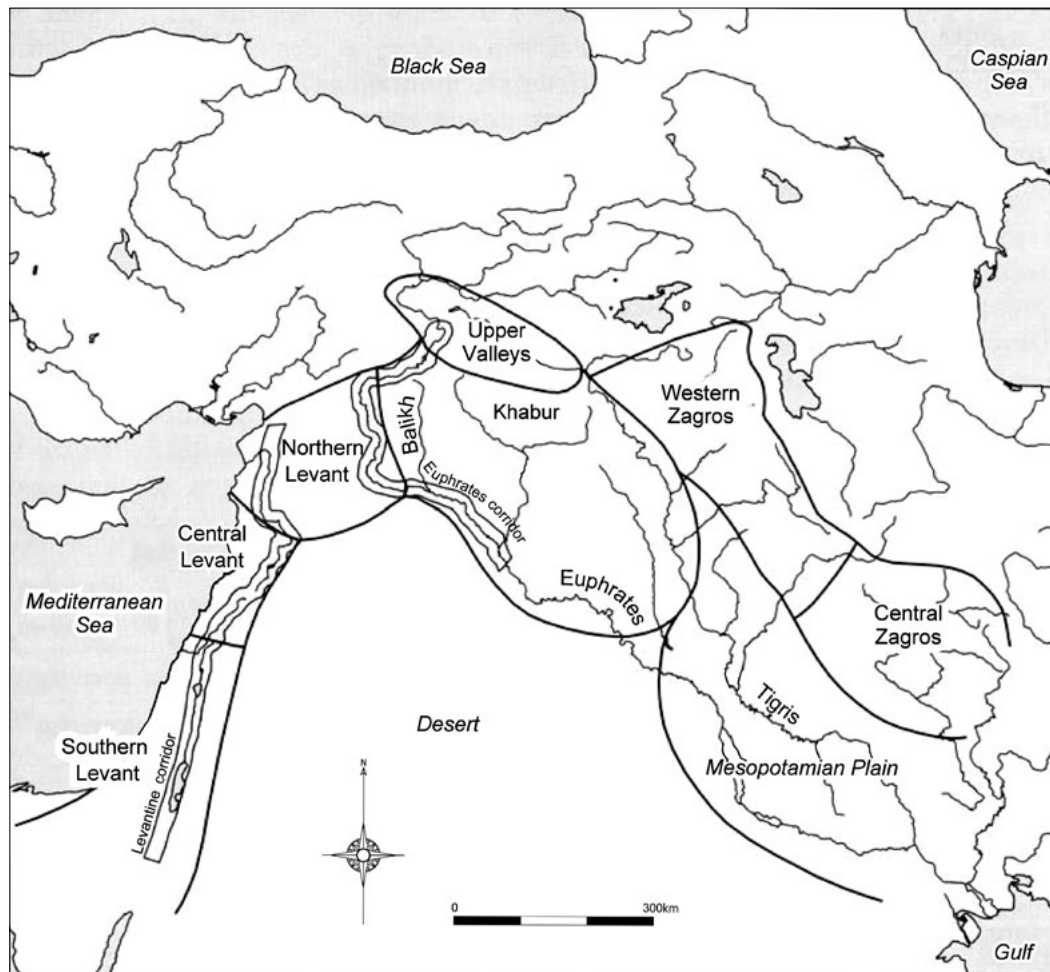 Black Sea
Caspian
Sea
Upper
Valleys
Western
Zagros
Khabur
Balikh
Northern
Levant
Euphrates corridor
Central
Levant
Euphrates
Mediterranean
Sea
Central
Zagros
Tigris
Desert
Southern
Levant
Mesopotamian Plain
Levantine corridor
N
0
300km
Gulf